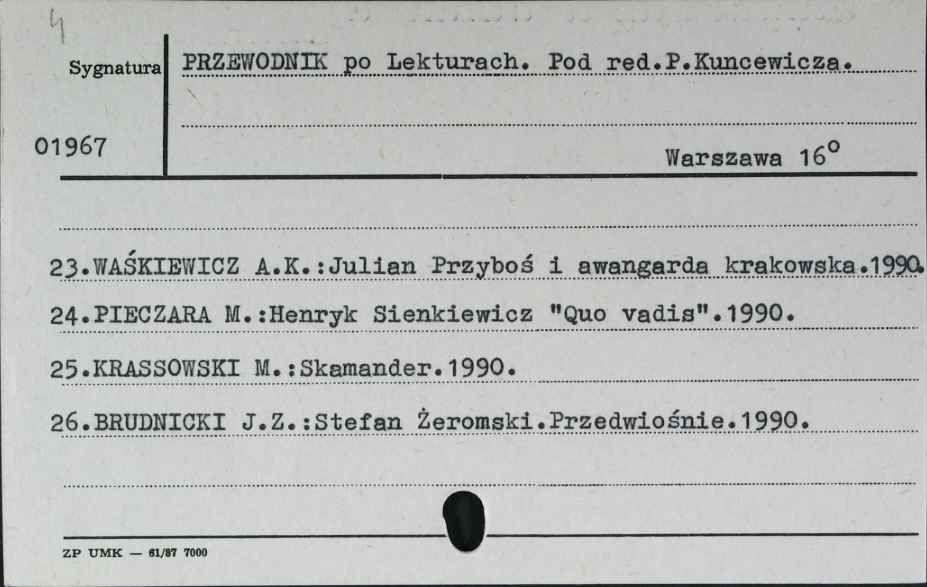 4
Sygnatura
PRZEWODNIK po Lekturach. Pod red.P.Kuncewicza.
01967
Warszawa 16°
23.WAŚKIEWICZ A.K.:Julian Przyboś i awangarda krakowska.1990.
24.PIECZARA M.:Henryk Sienkiewicz "Quo vadis".1990.
25.KRASSOWSKI M.:Skamander.1990.
26.BRUDNICKI J.Z.:Stefan Żeromski.Przedwiośnie.1990.
ZP UMK — 61/87 7000